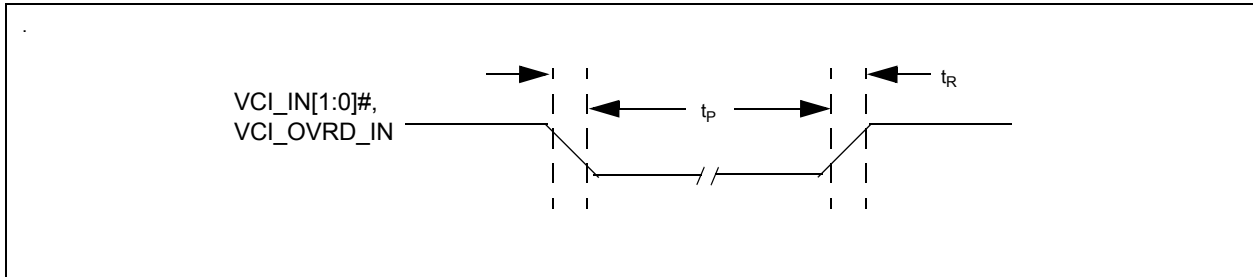 .
t_R
VCI_IN[1:0]#,
t_P
VCI_OVRD_IN